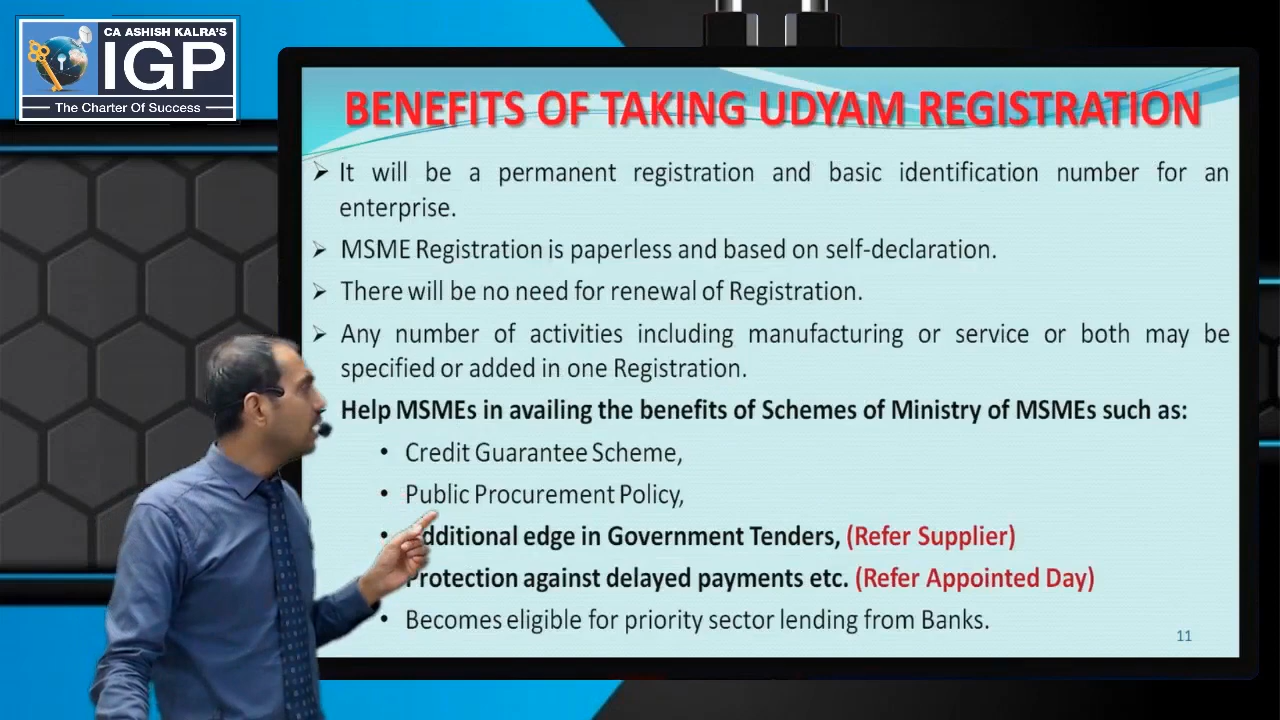 CA ASHISH KALRA'S
IGP
The Charter Of Success
BENEFITS OF TAKING UDYAM REGISTRATION
It will be a permanent registration and basic identification number for an
enterprise.
MSME Registration is paperless and based on self-declaration.
There will be no need for renewal of Registration.
Any number of activities including manufacturing or service or both may be
specified or added in one Registration.
Help MSMEs in availing the benefits of Schemes of Ministry of MSMEs such as:
• Credit Guarantee Scheme,
• Public Procurement Policy,
• Additional edge in Government Tenders, (Refer Supplier)
Protection against delayed payments etc. (Refer Appointed Day)
Becomes eligible for priority sector lending from Banks.
11